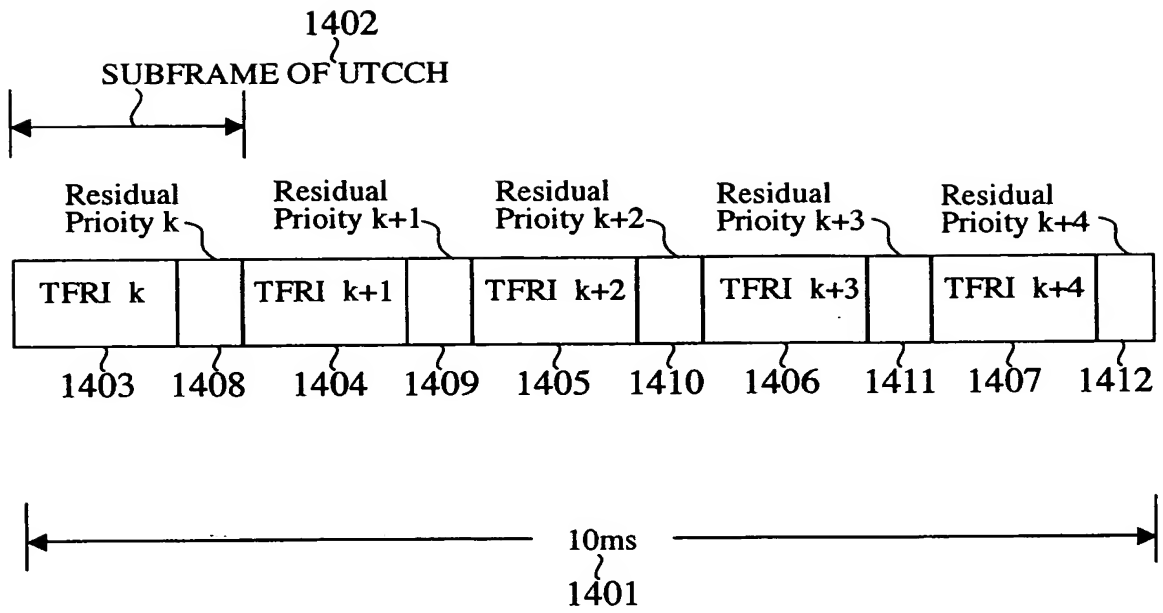 1402
SUBFRAME OF UTCCH
Residual
Prioity k
Residual
Prioity k+1
Residual
Prioity k+2
Residual
Prioity k+3
Residual
Prioity k+4
TFRI k
TFRI k+1
TFRI k+2
TFRI k+3
TFRI k+4
1403 1408 1404 1409 1405 1410 1406 1411 1407 1412
10ms
1401